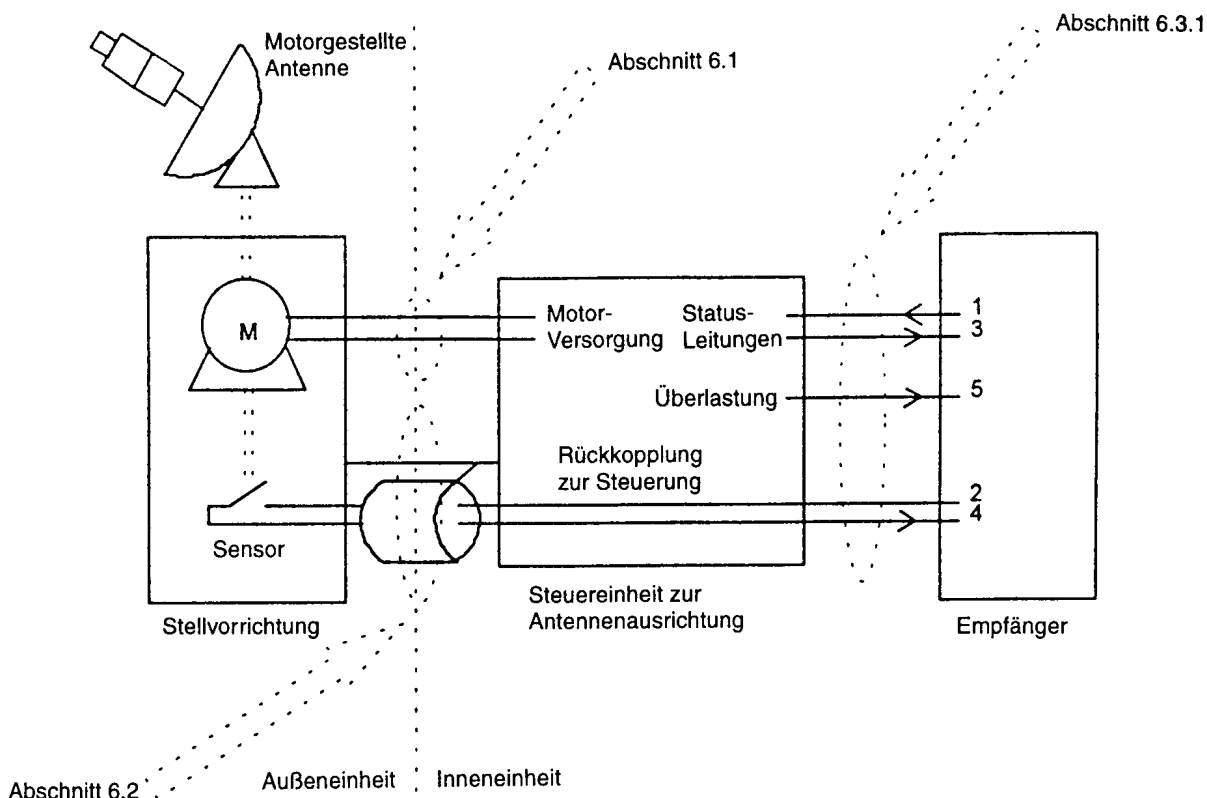 Motorgestellte
Antenne
Abschnitt 6.1
Abschnitt 6.3.1
M
Motor-
Versorgung
Status-
Leitungen
1
3
Überlastung
5
Rückkopplung
zur Steuerung
2
4
Sensor
Stellvorrichtung
Steuereinheit zur
Antennenausrichtung
Empfänger
Abschnitt 6.2
Außeneinheit
Inneneinheit